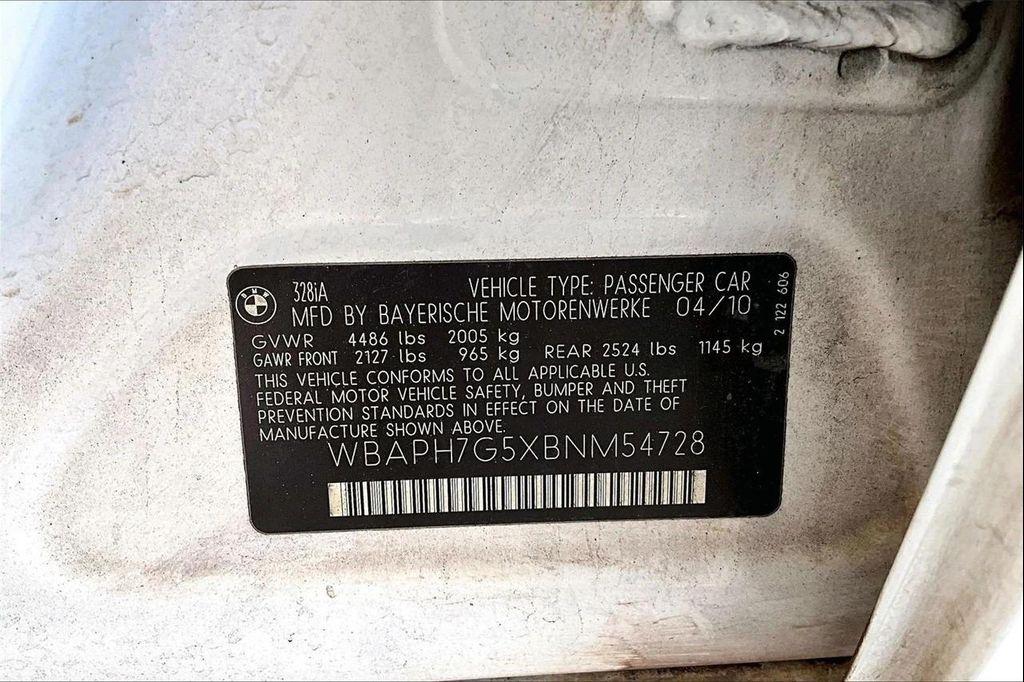 BMW
328iA
VEHICLE TYPE: PASSENGER CAR
MFD BY BAYERISCHE MOTORENWERKE 04/10
2 122 606
GVWR 4486 lbs 2005 kg
GAWR FRONT 2127 lbs 965 kg REAR 2524 lbs 1145 kg
THIS VEHICLE CONFORMS TO ALL APPLICABLE U.S.
FEDERAL MOTOR VEHICLE SAFETY, BUMPER AND THEFT
PREVENTION STANDARDS IN EFFECT ON THE DATE OF
MANUFACTURE SHOWN ABOVE.
WBAPH7G5XBNM54728